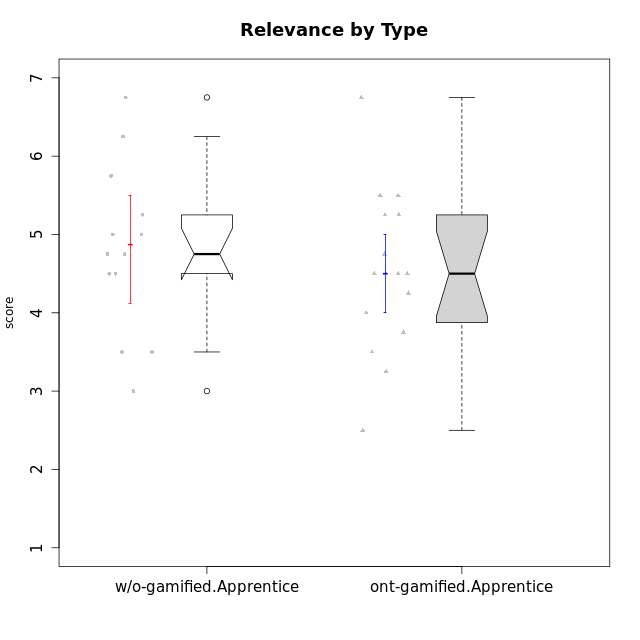 Relevance by Type
score
7
6
5
4
3
2
1
w/o-gamified.Apprentice
ont-gamified.Apprentice